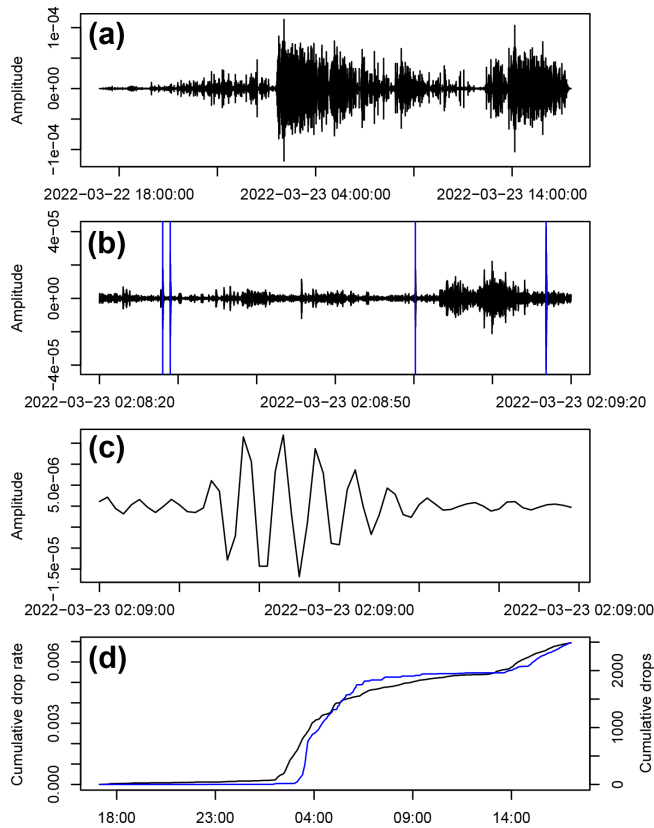 (a)
Amplitude
1e−04
0e+00
−1e−04
2022−03−22 18:00:00
2022−03−23 04:00:00
2022−03−23 14:00:00
(b)
Amplitude
4e−05
0e+00
−4e−05
2022−03−23 02:08:20
2022−03−23 02:08:50
2022−03−23 02:09:20
(c)
Amplitude
5.0e−06
−1.5e−05
2022−03−23 02:09:00
2022−03−23 02:09:00
2022−03−23 02:09:00
(d)
Cumulative drop rate
0.006
0.003
0.000
Cumulative drops
2000
1000
0
18:00
23:00
04:00
09:00
14:00